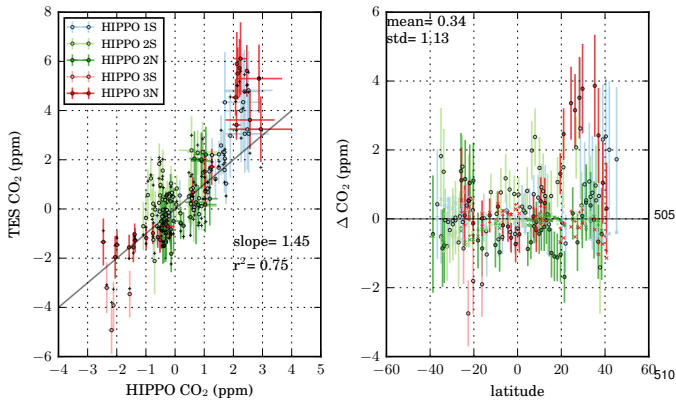 HIPPO 1S
HIPPO 2S
HIPPO 2N
HIPPO 3S
HIPPO 3N
8
6
4
2
0
−2
−4
−6
TES CO2 (ppm)
slope= 1.45
r2= 0.75
−4 −3 −2 −1 0 1 2 3 4 5
HIPPO CO2 (ppm)
mean= 0.34
std= 1.13
6
4
2
0
−2
−4
Δ CO2 (ppm)
−60 −40 −20 0 20 40 60
latitude
505
510